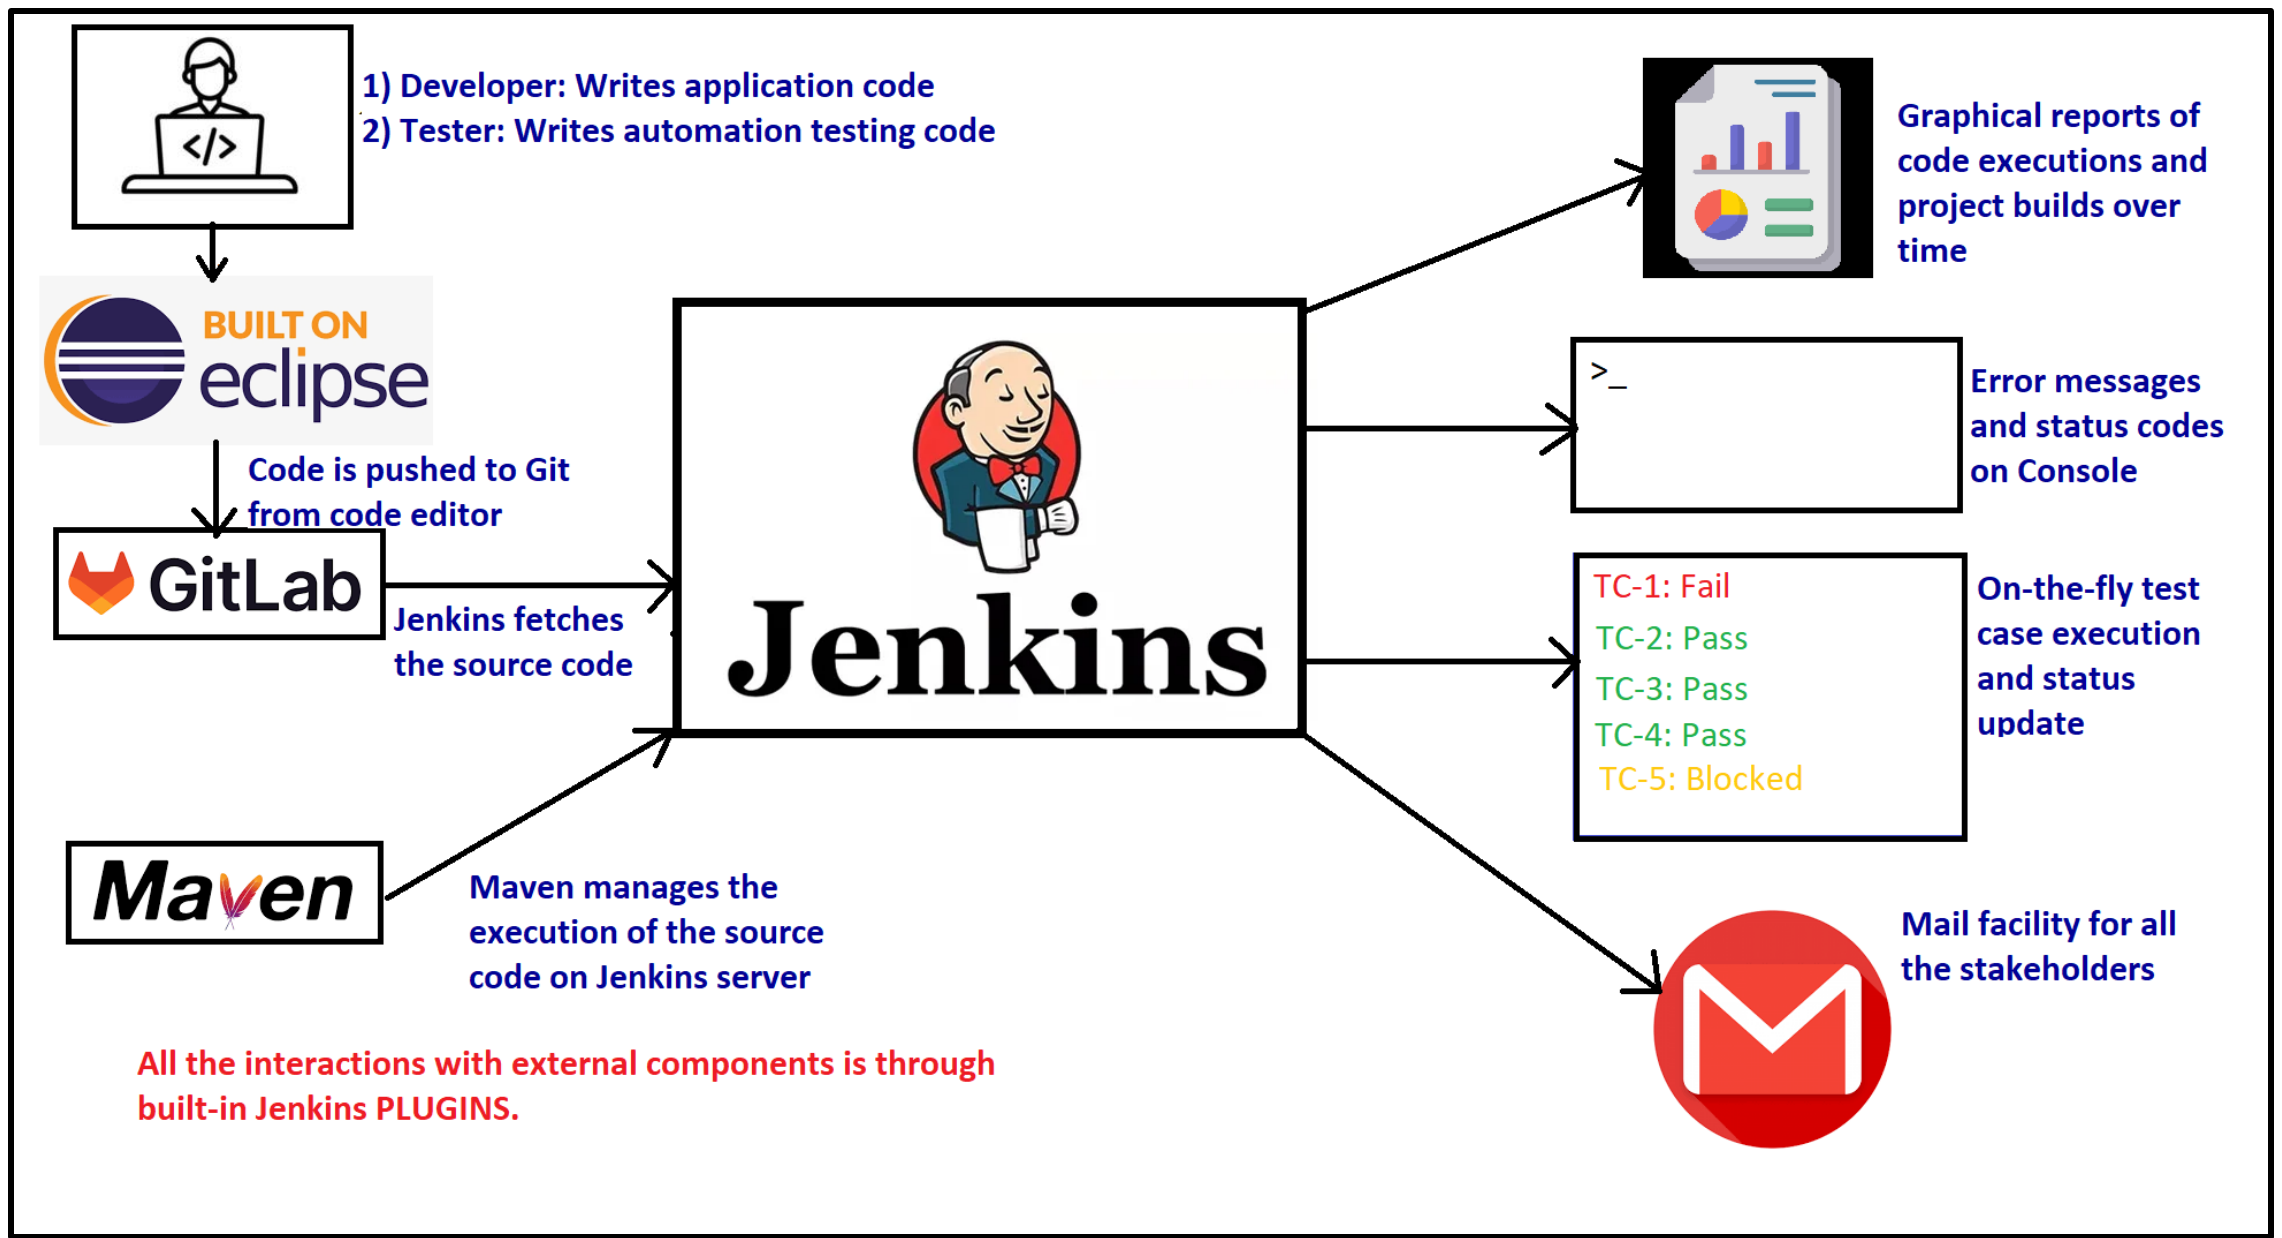 1) Developer: Writes application code
2) Tester: Writes automation testing code
</>
BUILT ON
eclipse
Code is pushed to Git
from code editor
GitLab
Jenkins fetches
the source code
Maven
Maven manages the
execution of the source
code on Jenkins server
All the interactions with external components is through
built-in Jenkins PLUGINS.
Jenkins
Graphical reports of
code executions and
project builds over
time
>_
Error messages
and status codes
on Console
TC-1: Fail
TC-2: Pass
TC-3: Pass
TC-4: Pass
TC-5: Blocked
On-the-fly test
case execution
and status
update
Mail facility for all
the stakeholders